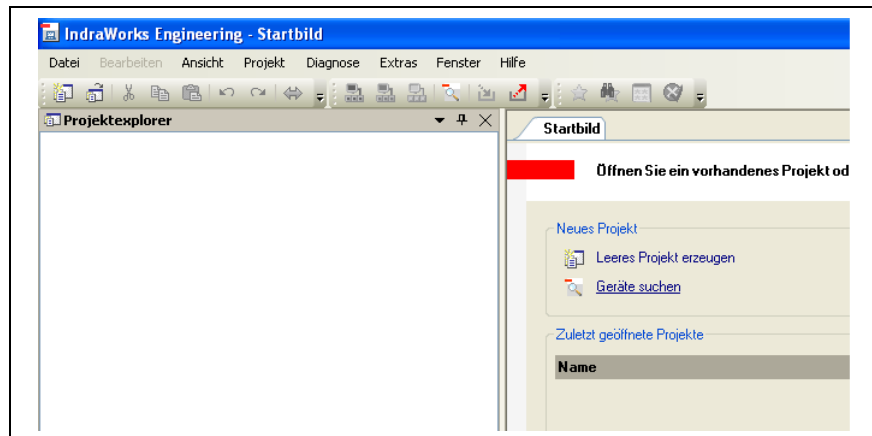 IndraWorks Engineering - Startbild
Datei Bearbeiten Ansicht Projekt Diagnose Extras Fenster Hilfe
Projektexplorer
Startbild
Öffnen Sie ein vorhandenes Projekt od
Neues Projekt
Leeres Projekt erzeugen
Geräte suchen
Zuletzt geöffnete Projekte
Name